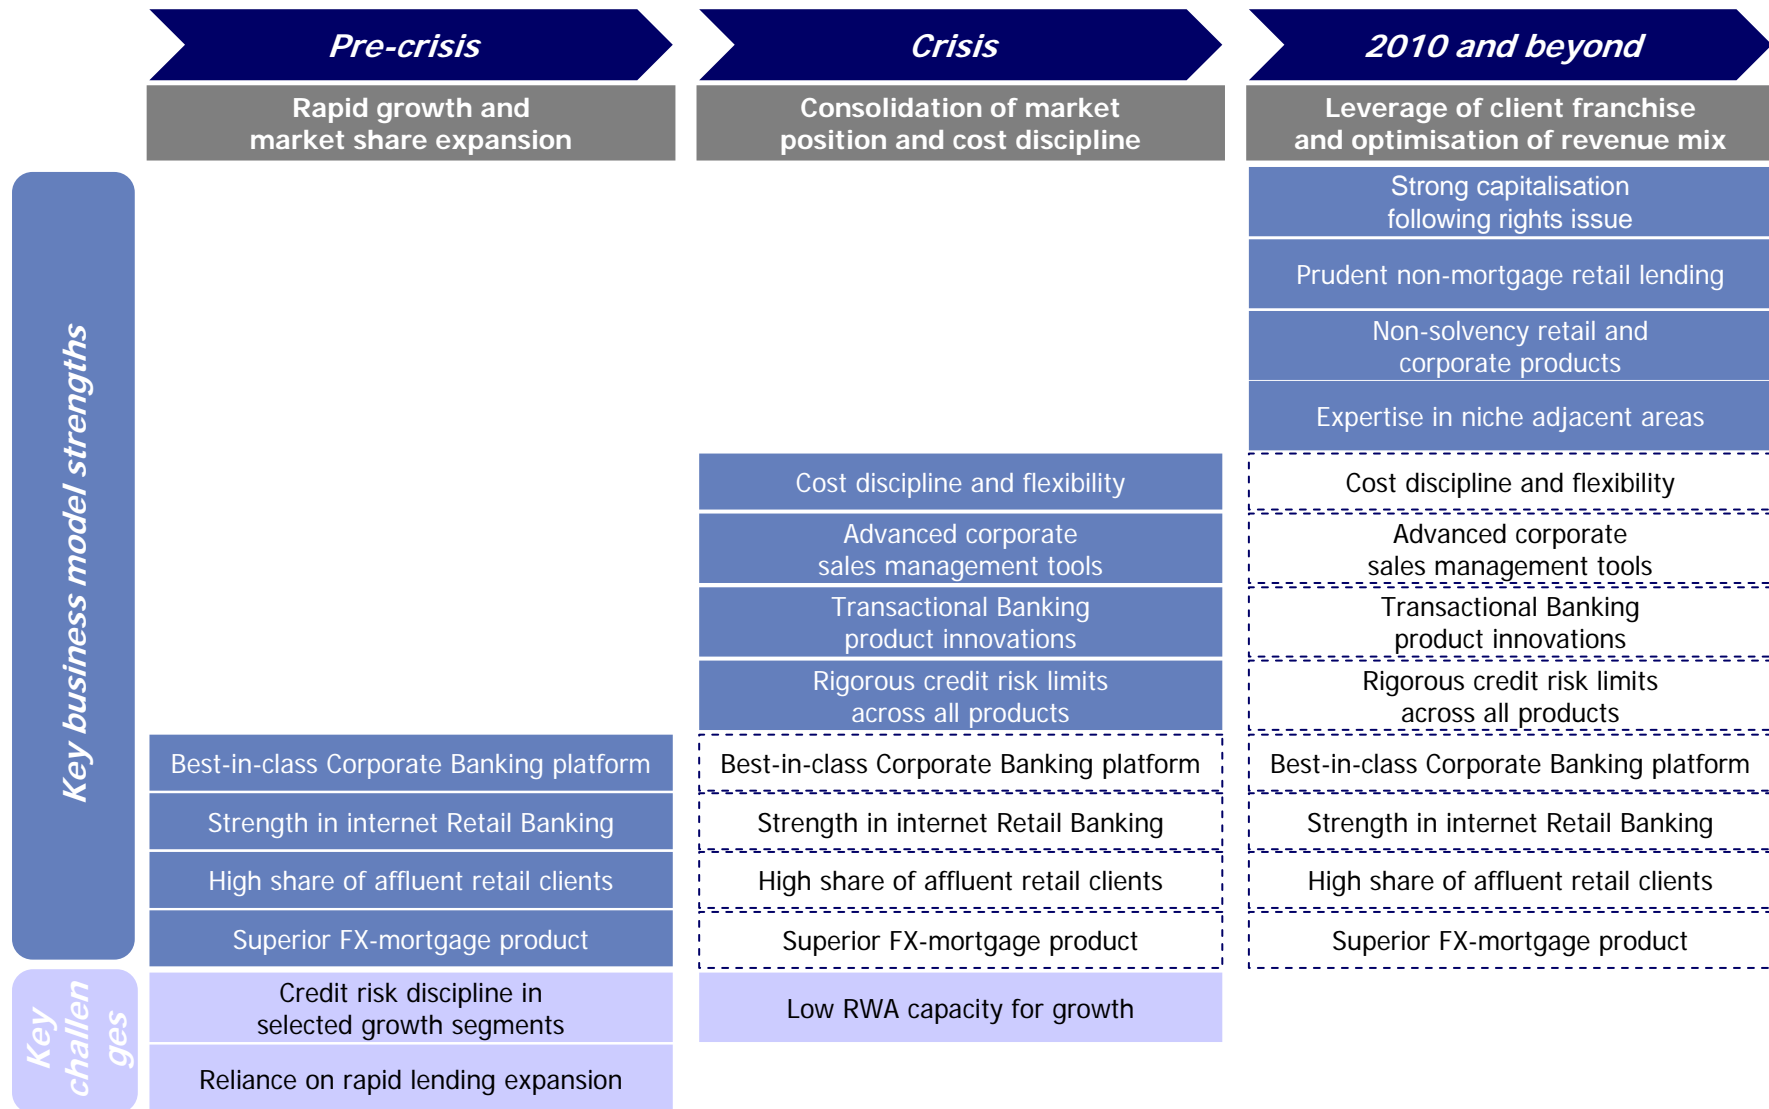 Pre-crisis
Crisis
2010 and beyond
Rapid growth and
market share expansion
Consolidation of market
position and cost discipline
Leverage of client franchise
and optimisation of revenue mix
Key business model strengths
Strong capitalisation
following rights issue
Prudent non-mortgage retail lending
Non-solvency retail and
corporate products
Expertise in niche adjacent areas
Cost discipline and flexibility
Cost discipline and flexibility
Advanced corporate
sales management tools
Advanced corporate
sales management tools
Transactional Banking
product innovations
Transactional Banking
product innovations
Rigorous credit risk limits
across all products
Rigorous credit risk limits
across all products
Best-in-class Corporate Banking platform
Best-in-class Corporate Banking platform
Best-in-class Corporate Banking platform
Strength in internet Retail Banking
Strength in internet Retail Banking
Strength in internet Retail Banking
High share of affluent retail clients
High share of affluent retail clients
High share of affluent retail clients
Superior FX-mortgage product
Superior FX-mortgage product
Superior FX-mortgage product
Key
challen
ges
Credit risk discipline in
selected growth segments
Low RWA capacity for growth
Reliance on rapid lending expansion